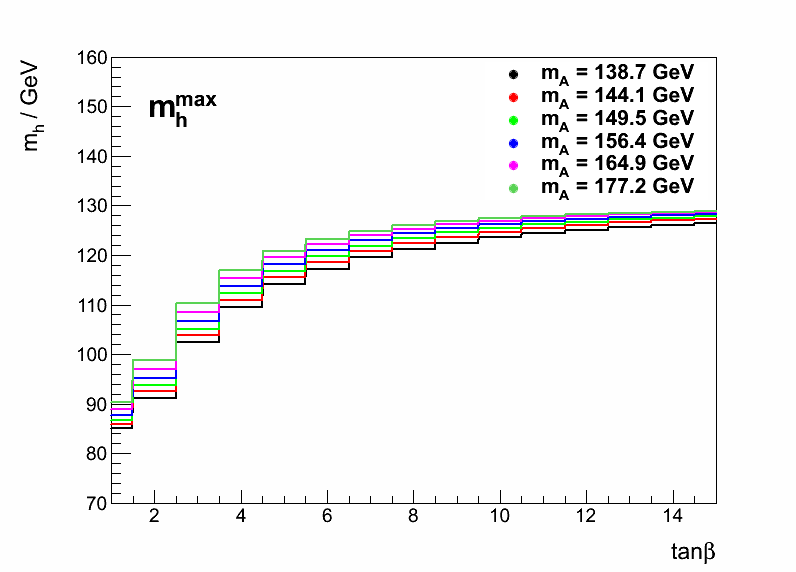 m_h / GeV
160
150
140
130
120
110
100
90
80
70
m_h^max
m_A = 138.7 GeV
m_A = 144.1 GeV
m_A = 149.5 GeV
m_A = 156.4 GeV
m_A = 164.9 GeV
m_A = 177.2 GeV
2 4 6 8 10 12 14
tanβ